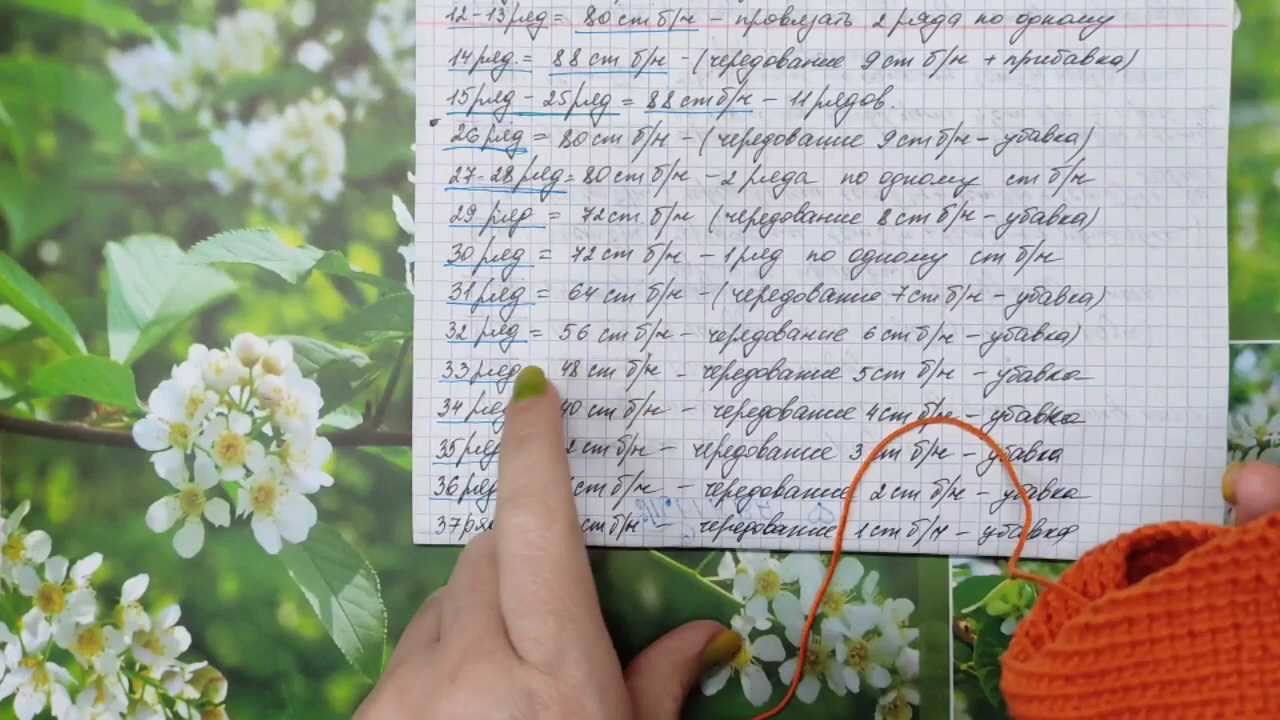 12-13ряд = 80 ст б/н - провязать 2 ряда по одному
14 ряд. = 88 ст б/н - (чередование 9 ст б/н + прибавка)
15 ряд - 25 ряд = 88 ст б/н - 11 рядов.
26 ряд = 80 ст б/н - (чередование 9 ст б/н - убавка)
27-28 ряд = 80 ст б/н - 2 ряда по одному ст б/н
29 ряд = 72 ст б/н (чередование 8 ст б/н - убавка)
30 ряд = 72 ст б/н - 1 ряд по одному ст б/н
31 ряд = 64 ст б/н - (чередование 7 ст б/н - убавка)
32 ряд = 56 ст б/н - чередование 6 ст б/н - убавка)
33 ряд 48 ст б/н - чередование 5 ст б/н - убавка
34 ряд 40 ст б/н - чередование 4 ст б/н - убавка
35 ряд 2 ст б/н - чередование 3 ст б/н - убавка
36 ряд ст б/н - чередование 2 ст б/н - убавка
37 ря ст б/н - чередование 1 ст б/н - убавка